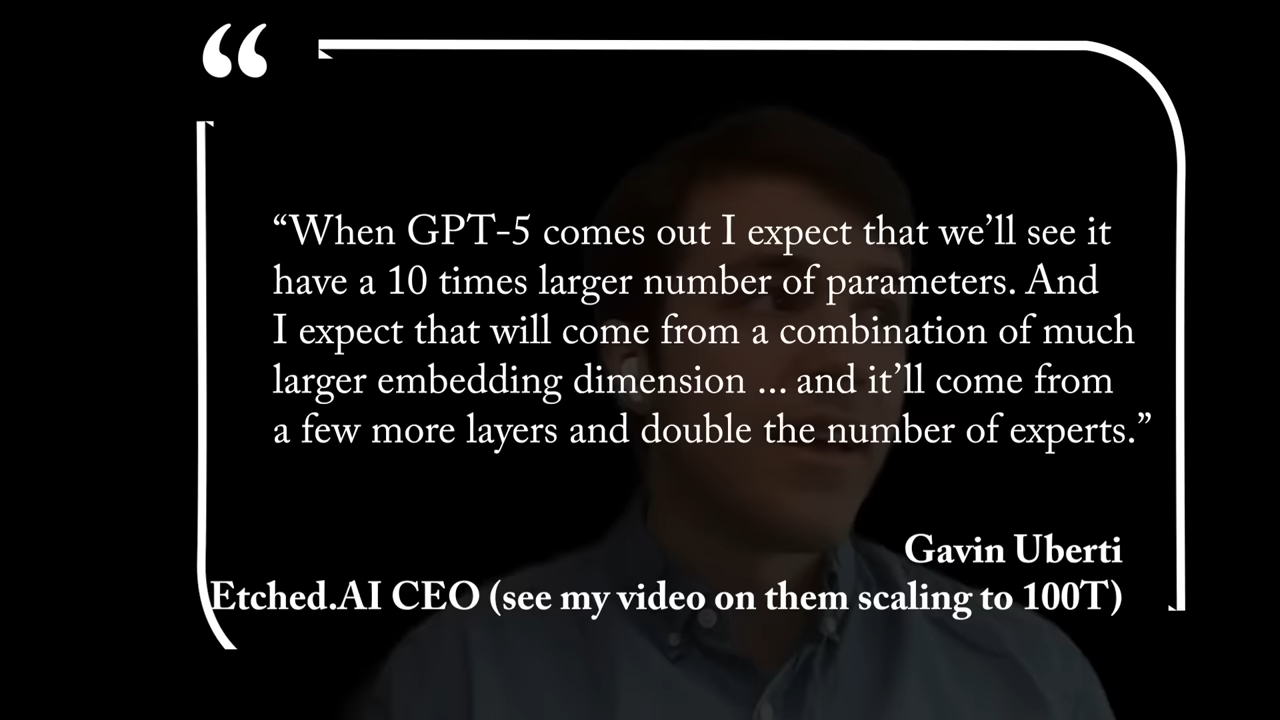 “When GPT-5 comes out I expect that we’ll see it
have a 10 times larger number of parameters. And
I expect that will come from a combination of much
larger embedding dimension ... and it’ll come from
a few more layers and double the number of experts.”
Gavin Uberti
Etched.AI CEO (see my video on them scaling to 100T)